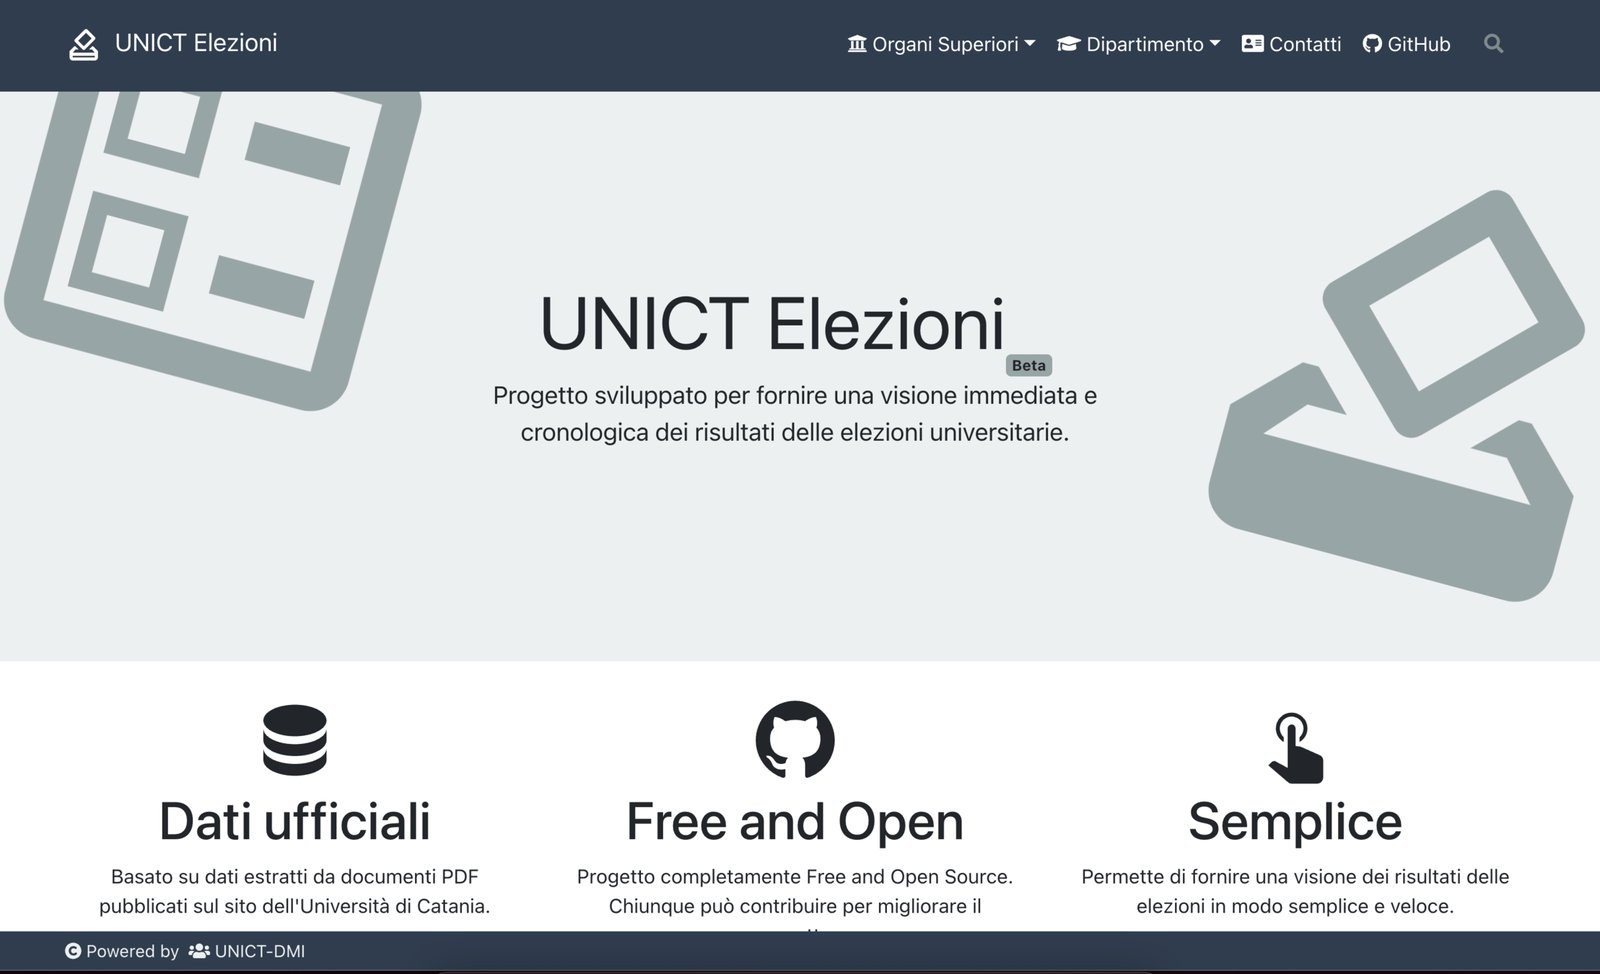 UNICT Elezioni
Organi Superiori
Dipartimento
Contatti
GitHub
UNICT Elezioni
Beta
Progetto sviluppato per fornire una visione immediata e
cronologica dei risultati delle elezioni universitarie.
Dati ufficiali
Basato su dati estratti da documenti PDF
pubblicati sul sito dell'Università di Catania.
Free and Open
Progetto completamente Free and Open Source.
Chiunque può contribuire per migliorare il
Semplice
Permette di fornire una visione dei risultati delle
elezioni in modo semplice e veloce.
Powered by UNICT-DMI